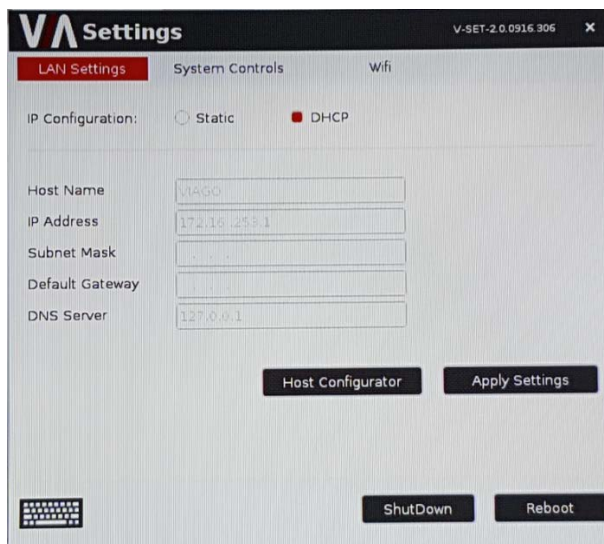 VIA Settings V-SET-2.0.0916.306 ×
LAN Settings System Controls Wifi
IP Configuration: Static DHCP
Host Name VIAGO
IP Address 172.16 .253.1
Subnet Mask . . .
Default Gateway . . .
DNS Server 127.0.0.1
Host Configurator Apply Settings
ShutDown Reboot